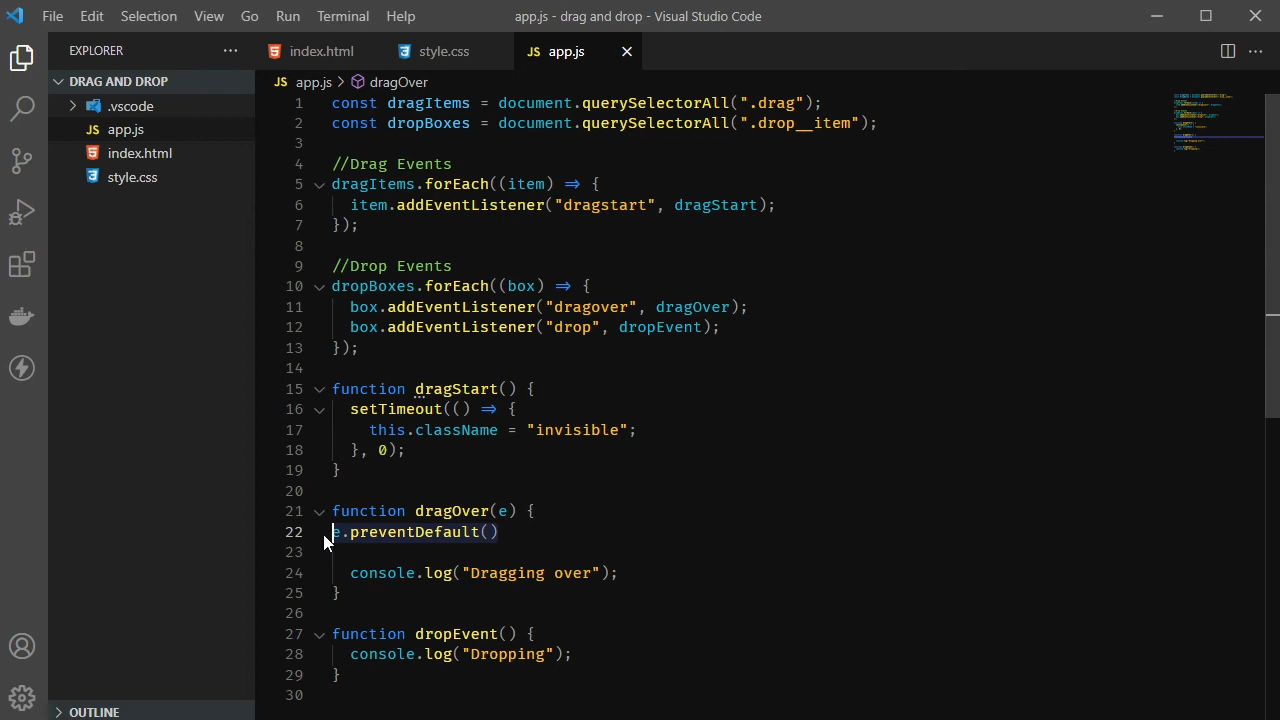 File Edit Selection View Go Run Terminal Help
app.js - drag and drop - Visual Studio Code
EXPLORER
DRAG AND DROP
.vscode
JS app.js
index.html
style.css
OUTLINE
index.html
style.css
JS app.js
JS app.js > dragOver
1 const dragItems = document.querySelectorAll(".drag");
2 const dropBoxes = document.querySelectorAll(".drop__item");
3
4 //Drag Events
5 dragItems.forEach((item) => {
6 item.addEventListener("dragstart", dragStart);
7 });
8
9 //Drop Events
10 dropBoxes.forEach((box) => {
11 box.addEventListener("dragover", dragOver);
12 box.addEventListener("drop", dropEvent);
13 });
14
15 function dragStart() {
16 setTimeout(() => {
17 this.className = "invisible";
18 }, 0);
19 }
20
21 function dragOver(e) {
22 e.preventDefault()
23
24 console.log("Dragging over");
25 }
26
27 function dropEvent() {
28 console.log("Dropping");
29 }
30